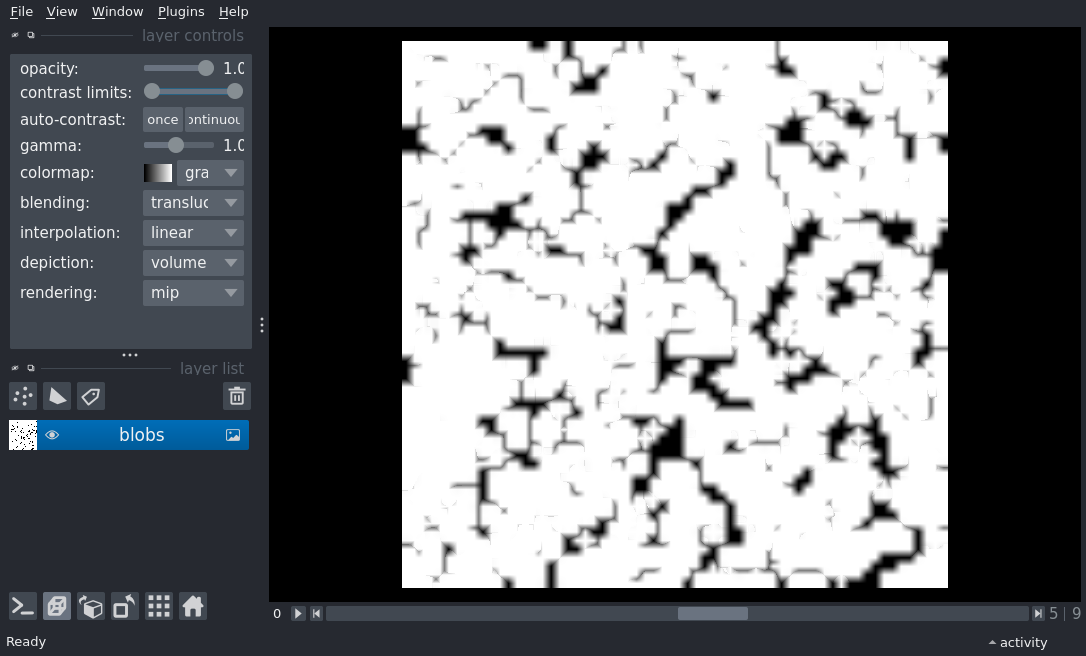 File View Window Plugins Help
layer controls
opacity: 1.0
contrast limits:
auto-contrast: once ontinuou
gamma: 1.0
colormap: gra
blending: transluc
interpolation: linear
depiction: volume
rendering: mip
layer list
blobs
0 5 | 9
Ready activity